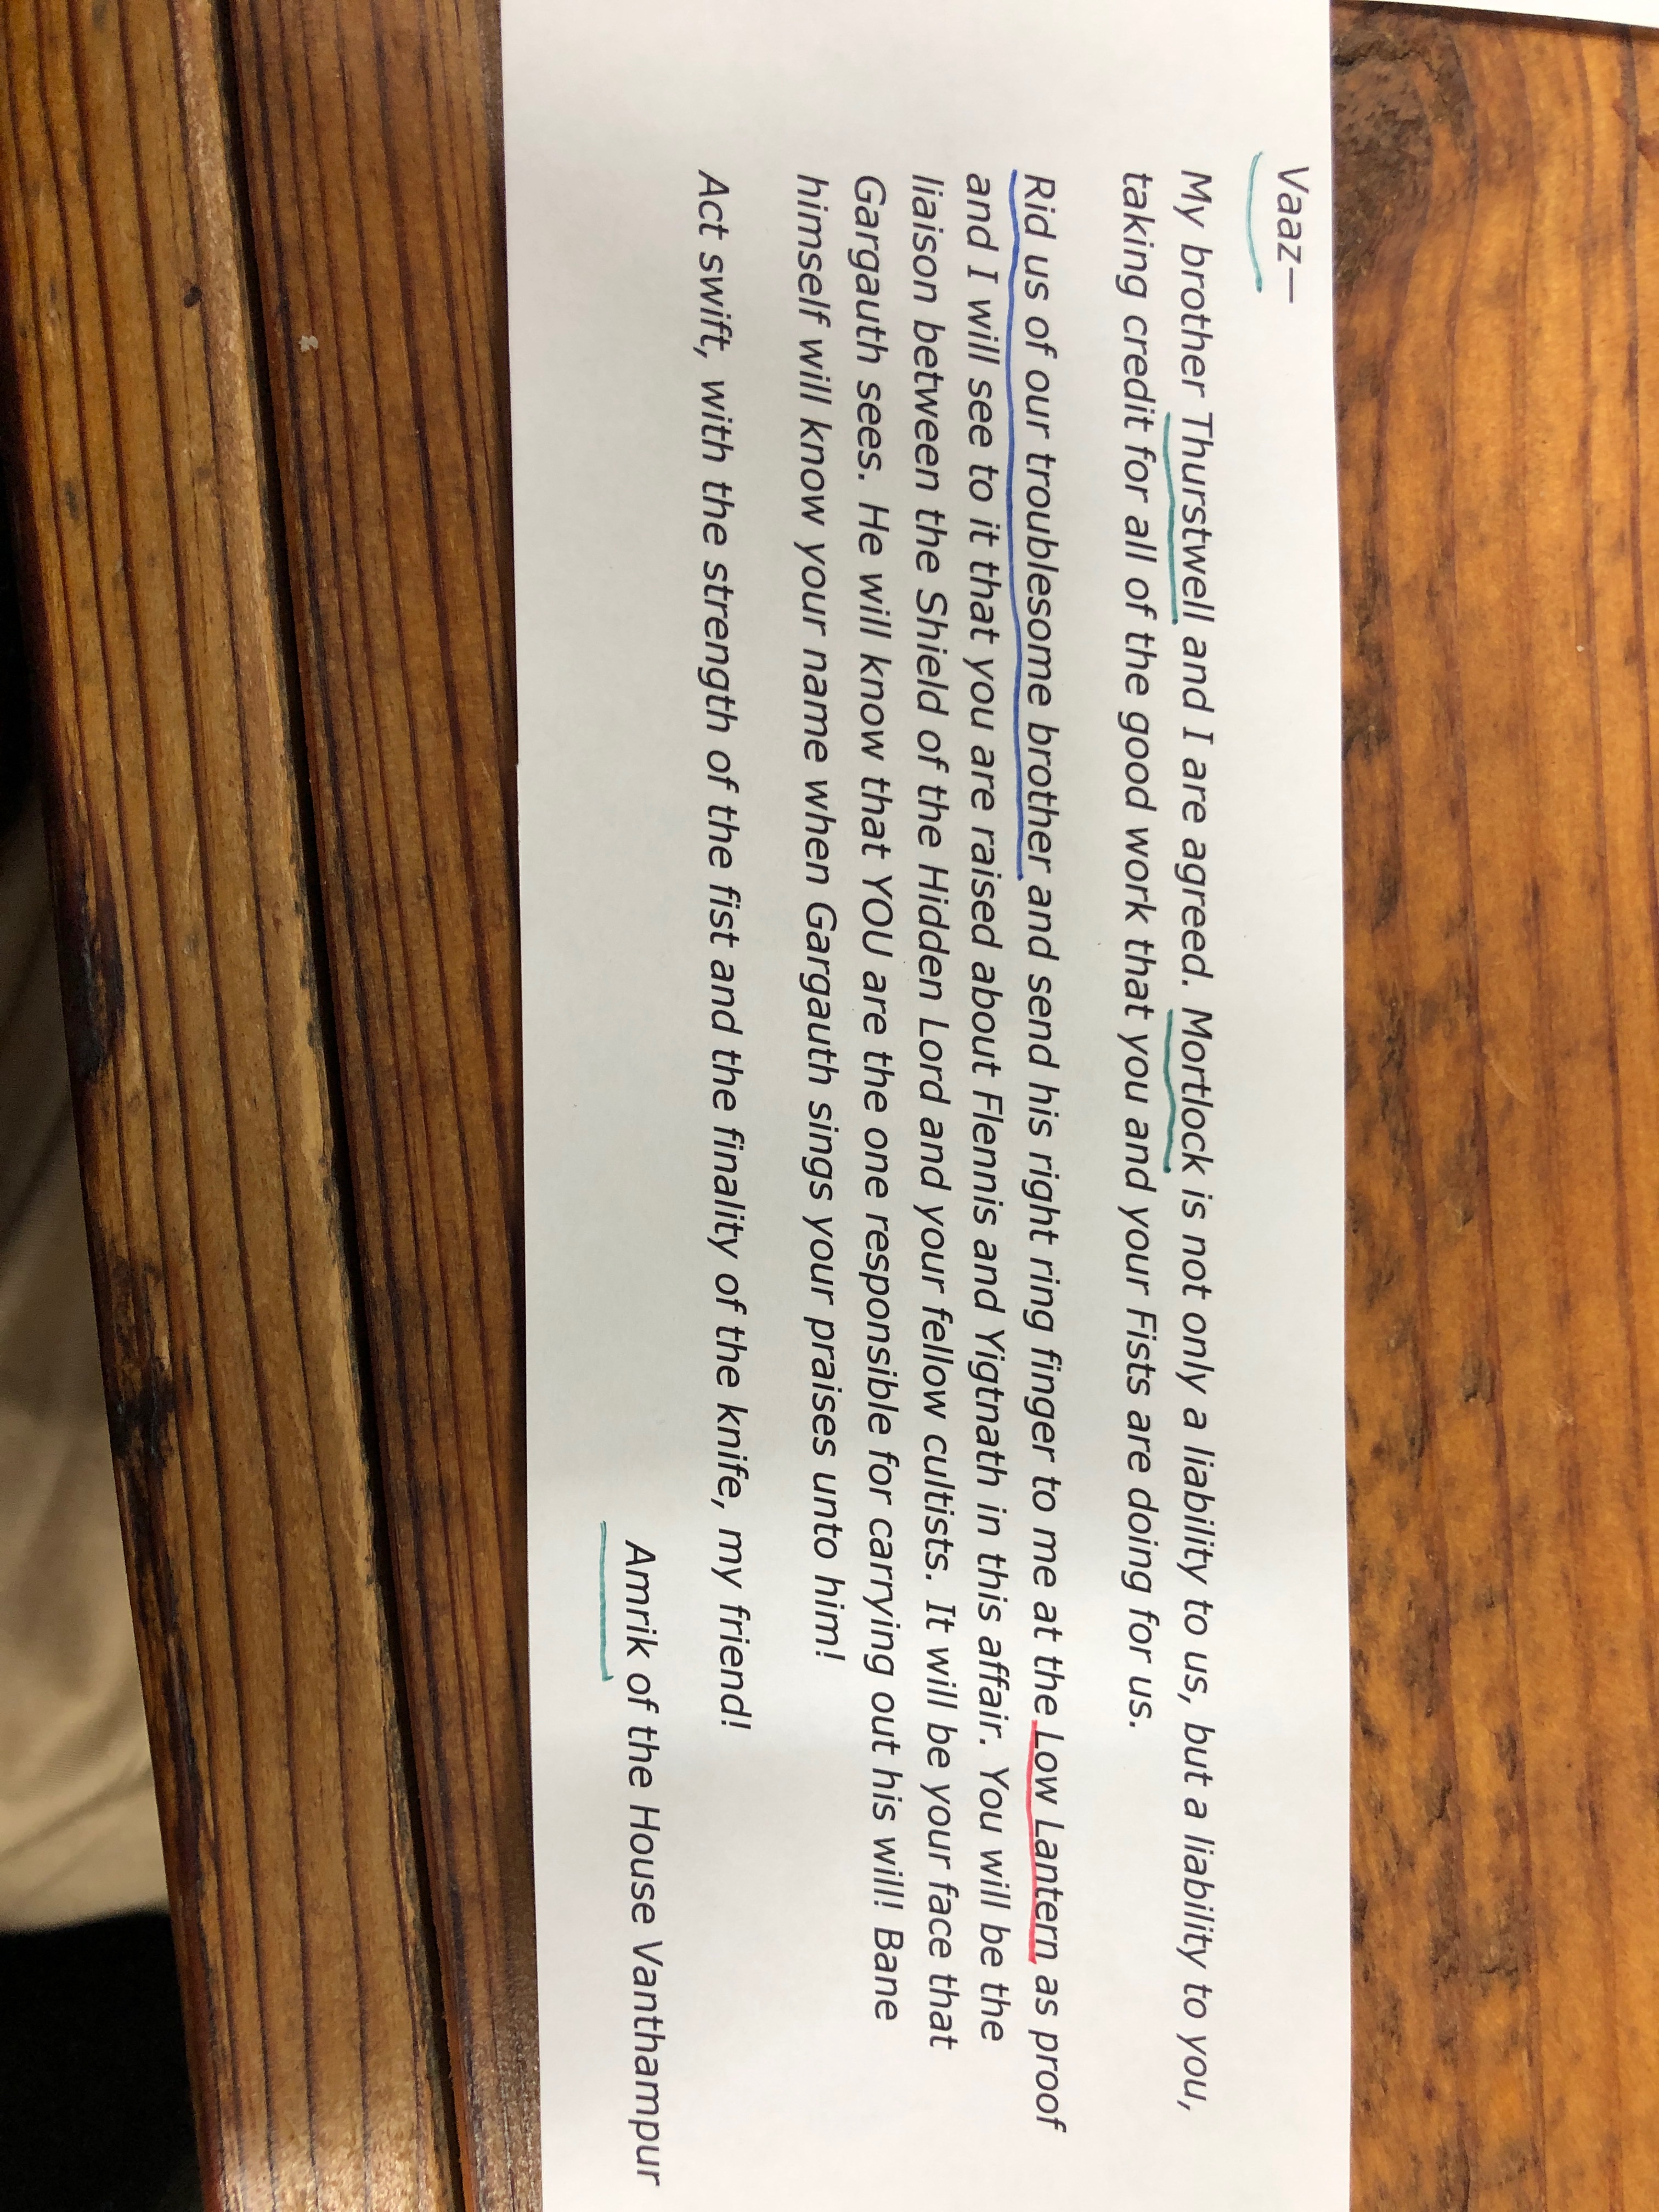 Vaaz—
My brother Thurstwell and I are agreed. Mortlock is not only a liability to us, but a liability to you,
taking credit for all of the good work that you and your Fists are doing for us.
Rid us of our troublesome brother and send his right ring finger to me at the Low Lantern as proof
and I will see to it that you are raised about Flennis and Yigtnath in this affair. You will be the
liaison between the Shield of the Hidden Lord and your fellow cultists. It will be your face that
Gargauth sees. He will know that YOU are the one responsible for carrying out his will! Bane
himself will know your name when Gargauth sings your praises unto him!
Act swift, with the strength of the fist and the finality of the knife, my friend!
Amrik of the House Vanthampur